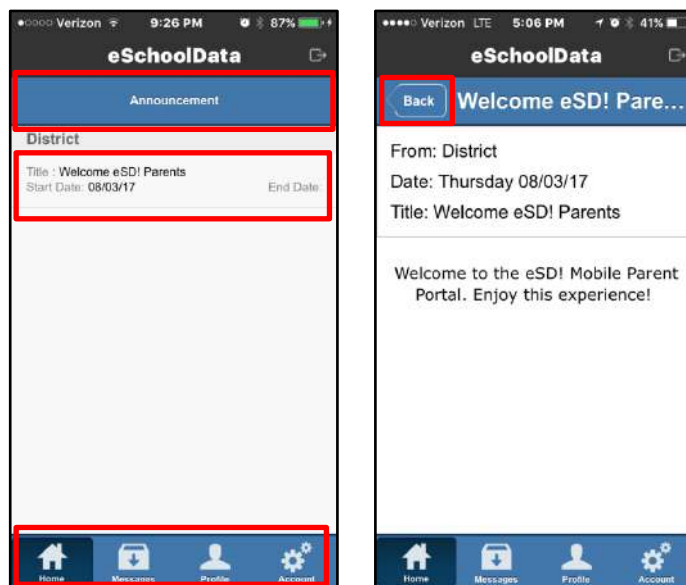 Verizon 9:26 PM 87%
eSchoolData
Announcement
District
Title : Welcome eSD! Parents
Start Date: 08/03/17 End Date:
Home Messages Profile Account
Verizon LTE 5:06 PM 41%
eSchoolData
Back Welcome eSD! Pare...
From: District
Date: Thursday 08/03/17
Title: Welcome eSD! Parents
Welcome to the eSD! Mobile Parent
Portal. Enjoy this experience!
Home Messages Profile Account